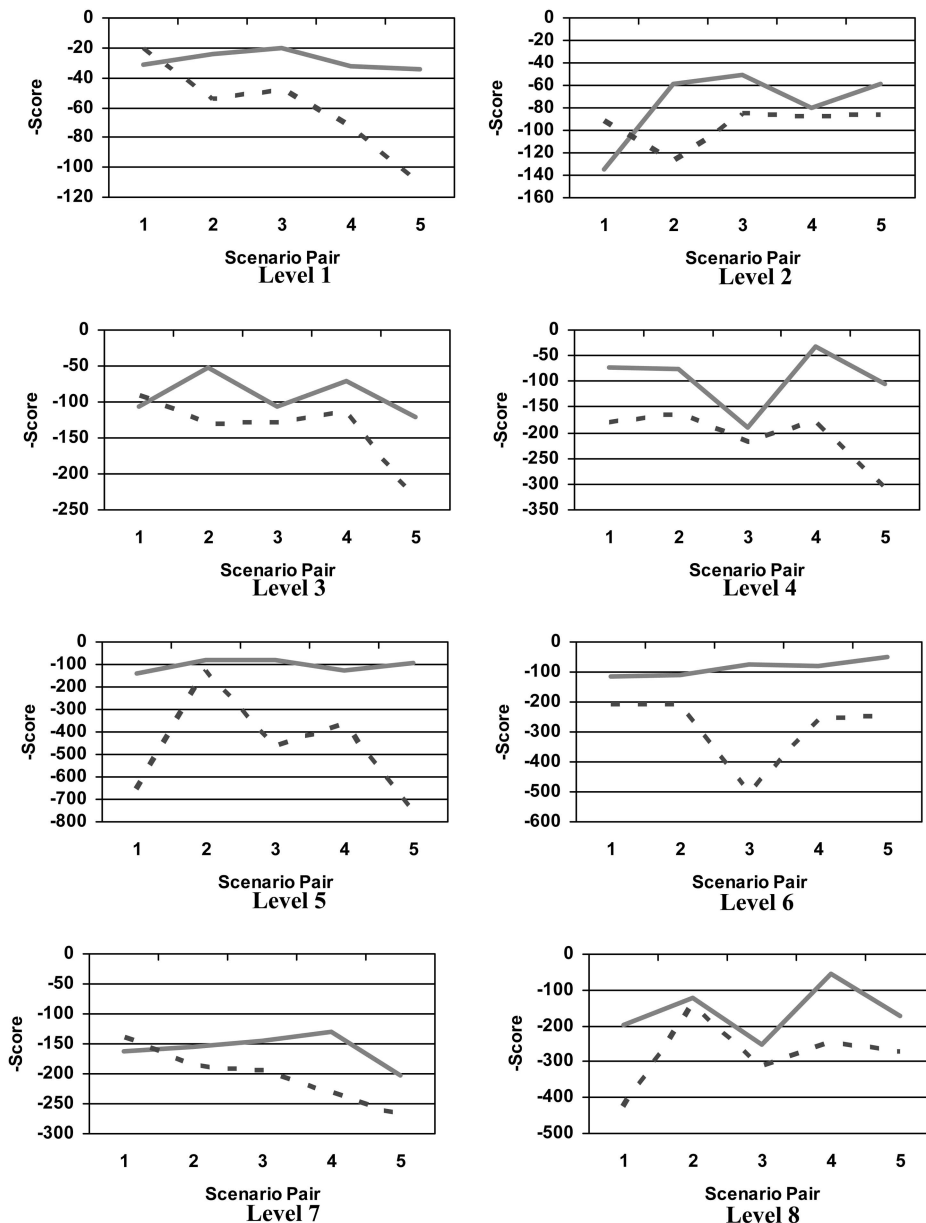 0
-20
-40
-60
-80
-100
-120
-Score
1 2 3 4 5
Scenario Pair
Level 1
0
-20
-40
-60
-80
-100
-120
-140
-160
-Score
1 2 3 4 5
Scenario Pair
Level 2
0
-50
-100
-150
-200
-250
-Score
1 2 3 4 5
Scenario Pair
Level 3
0
-50
-100
-150
-200
-250
-300
-350
-Score
1 2 3 4 5
Scenario Pair
Level 4
0
-100
-200
-300
-400
-500
-600
-700
-800
-Score
1 2 3 4 5
Scenario Pair
Level 5
0
-100
-200
-300
-400
-500
-600
-Score
1 2 3 4 5
Scenario Pair
Level 6
0
-50
-100
-150
-200
-250
-300
-Score
1 2 3 4 5
Scenario Pair
Level 7
0
-100
-200
-300
-400
-500
-Score
1 2 3 4 5
Scenario Pair
Level 8